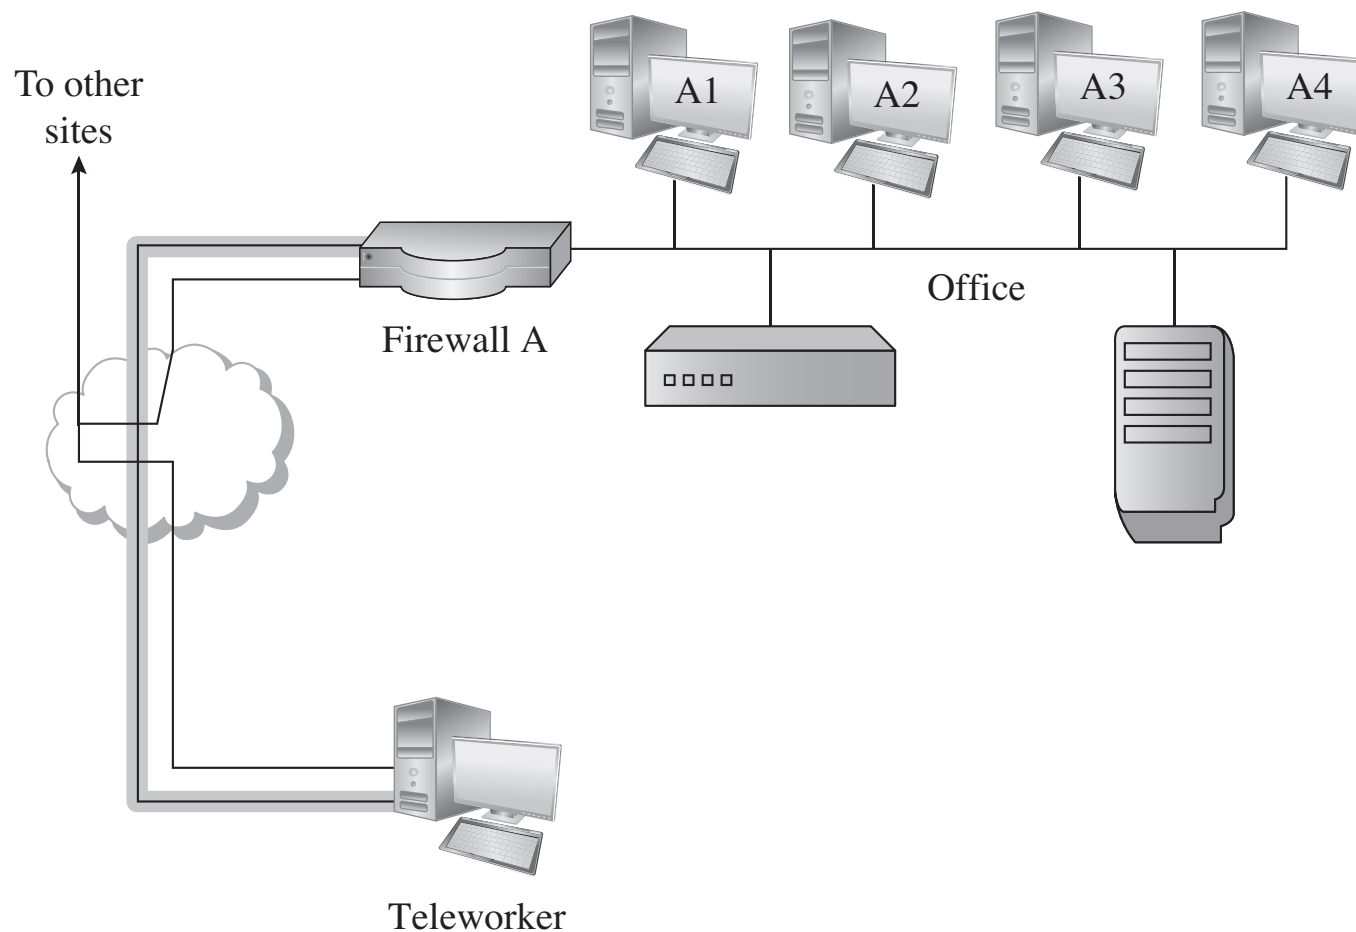 To other
sites
A1
A2
A3
A4
Office
Firewall A
Teleworker